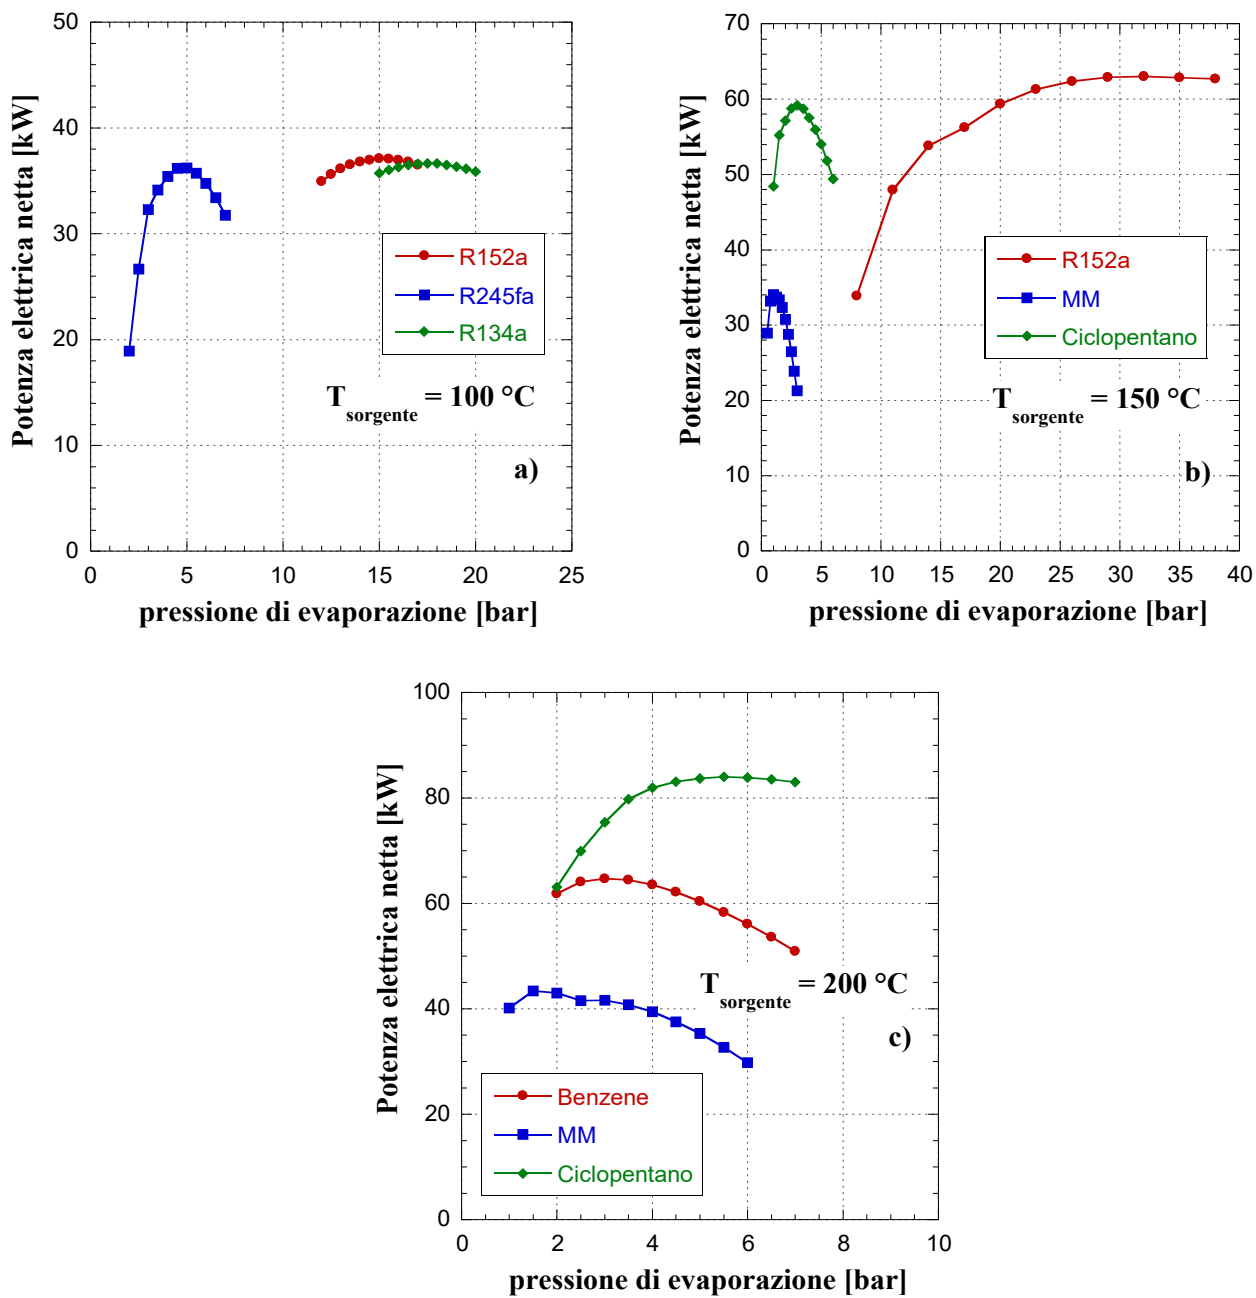 50
40
30
20
10
0
0
5
10
15
20
25
Potenza elettrica netta [kW]
pressione di evaporazione [bar]
R152a
R245fa
R134a
T sorgente = 100 °C
a)
70
60
50
40
30
20
10
0
0
5
10
15
20
25
30
35
40
Potenza elettrica netta [kW]
pressione di evaporazione [bar]
R152a
MM
Ciclopentano
T sorgente = 150 °C
b)
100
80
60
40
20
0
0
2
4
6
8
10
Potenza elettrica netta [kW]
pressione di evaporazione [bar]
T sorgente = 200 °C
c)
Benzene
MM
Ciclopentano